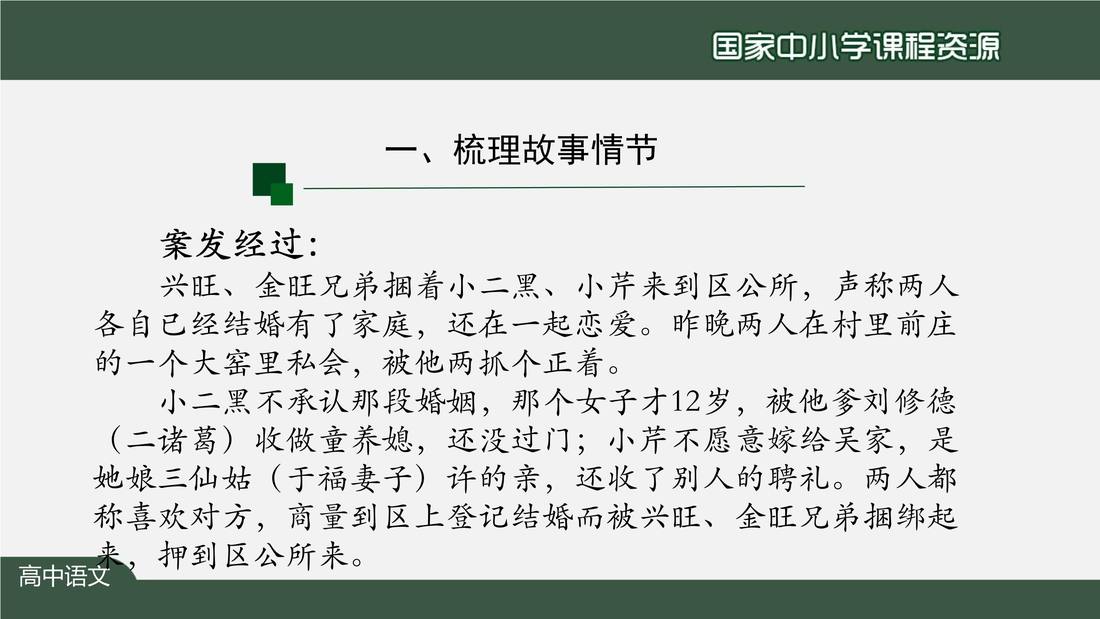 国家中小学课程资源
一、梳理故事情节
案发经过：
兴旺、金旺兄弟捆着小二黑、小芹来到区公所，声称两人
各自已经结婚有了家庭，还在一起恋爱。昨晚两人在村里前庄
的一个大窑里私会，被他两抓个正着。
小二黑不承认那段婚姻，那个女子才12岁，被他爹刘修德
（二诸葛）收做童养媳，还没过门；小芹不愿意嫁给吴家，是
她娘三仙姑（于福妻子）许的亲，还收了别人的聘礼。两人都
称喜欢对方，商量到区上登记结婚而被兴旺、金旺兄弟捆绑起
来，押到区公所来。
高中语文